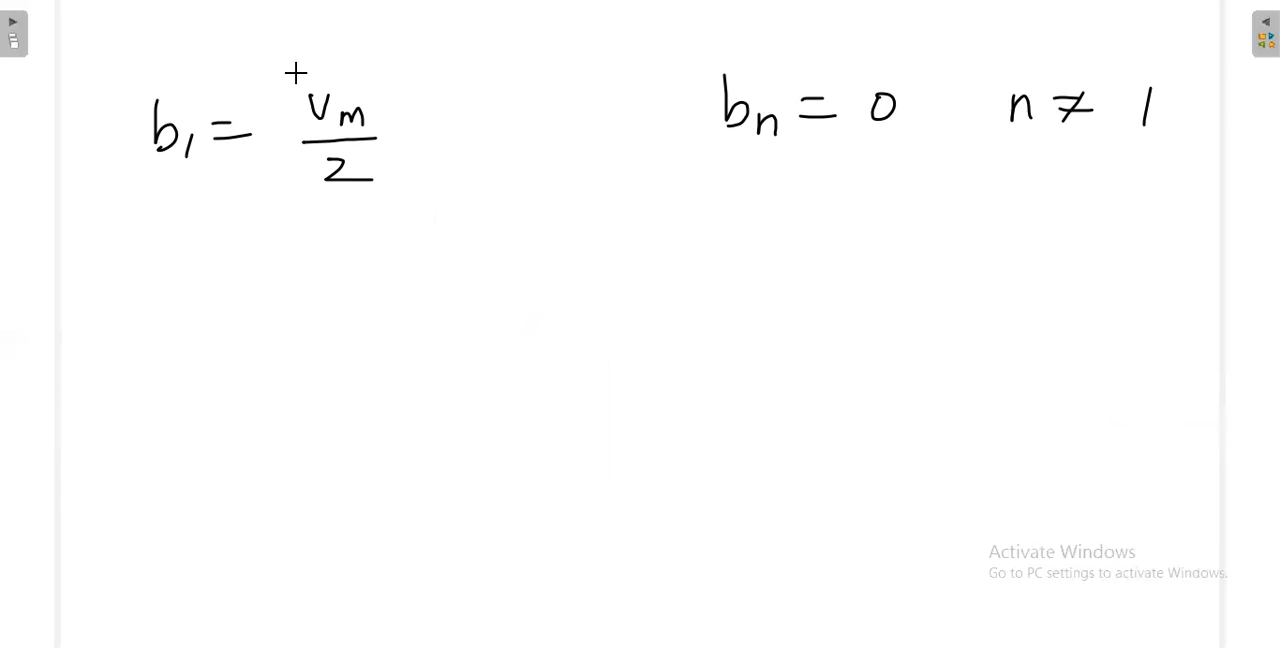 b₁ = Vm/2
bn = 0   n ≠ 1
Activate Windows
Go to PC settings to activate Windows.